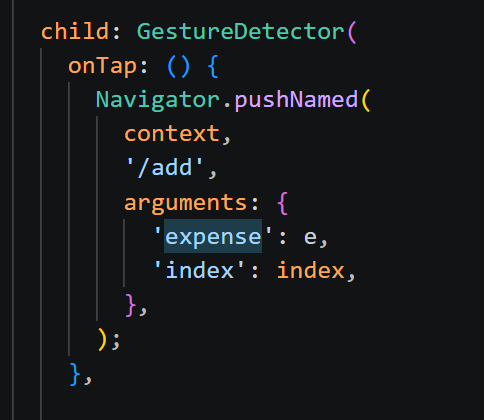 child: GestureDetector(
onTap: () {
Navigator.pushNamed(
context,
'/add',
arguments: {
'expense': e,
'index': index,
},
);
},